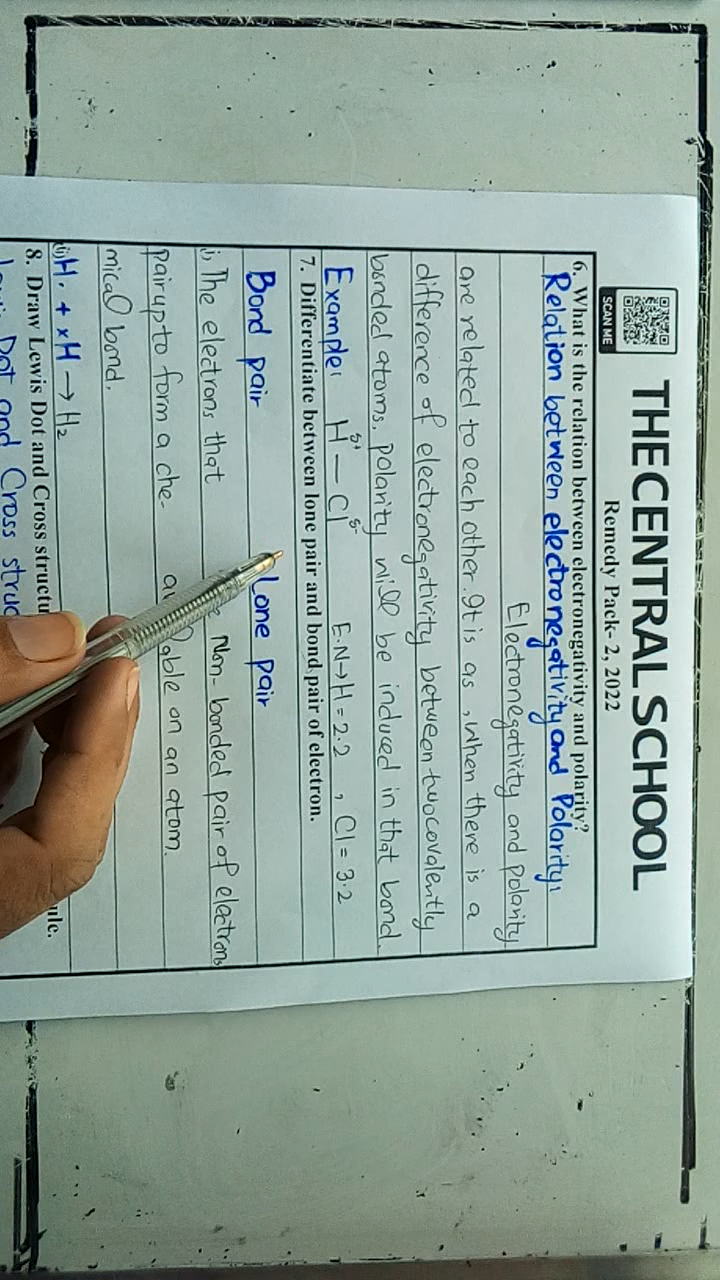 THE CENTRAL SCHOOL
Remedy Pack- 2, 2022
SCAN ME
6. What is the relation between electronegativity and polarity?
Relation between electronegativity and Polarity:
Electronegativity and polarity
are related to each other. It is as, when there is a
difference of electronegativity between two covalently
bonded atoms, polarity will be induced in that bond.
Example: H δ+ — Cl δ- E.N→H = 2.2 , Cl = 3.2
7. Differentiate between lone pair and bond pair of electron.
Bond pair Lone pair
i) The electrons that Non-bonded pair of electrons
pair up to form a che- on an atom.
mical bond.
(ii) H. + xH → H₂
8. Draw Lewis Dot and Cross
Dot and Cross